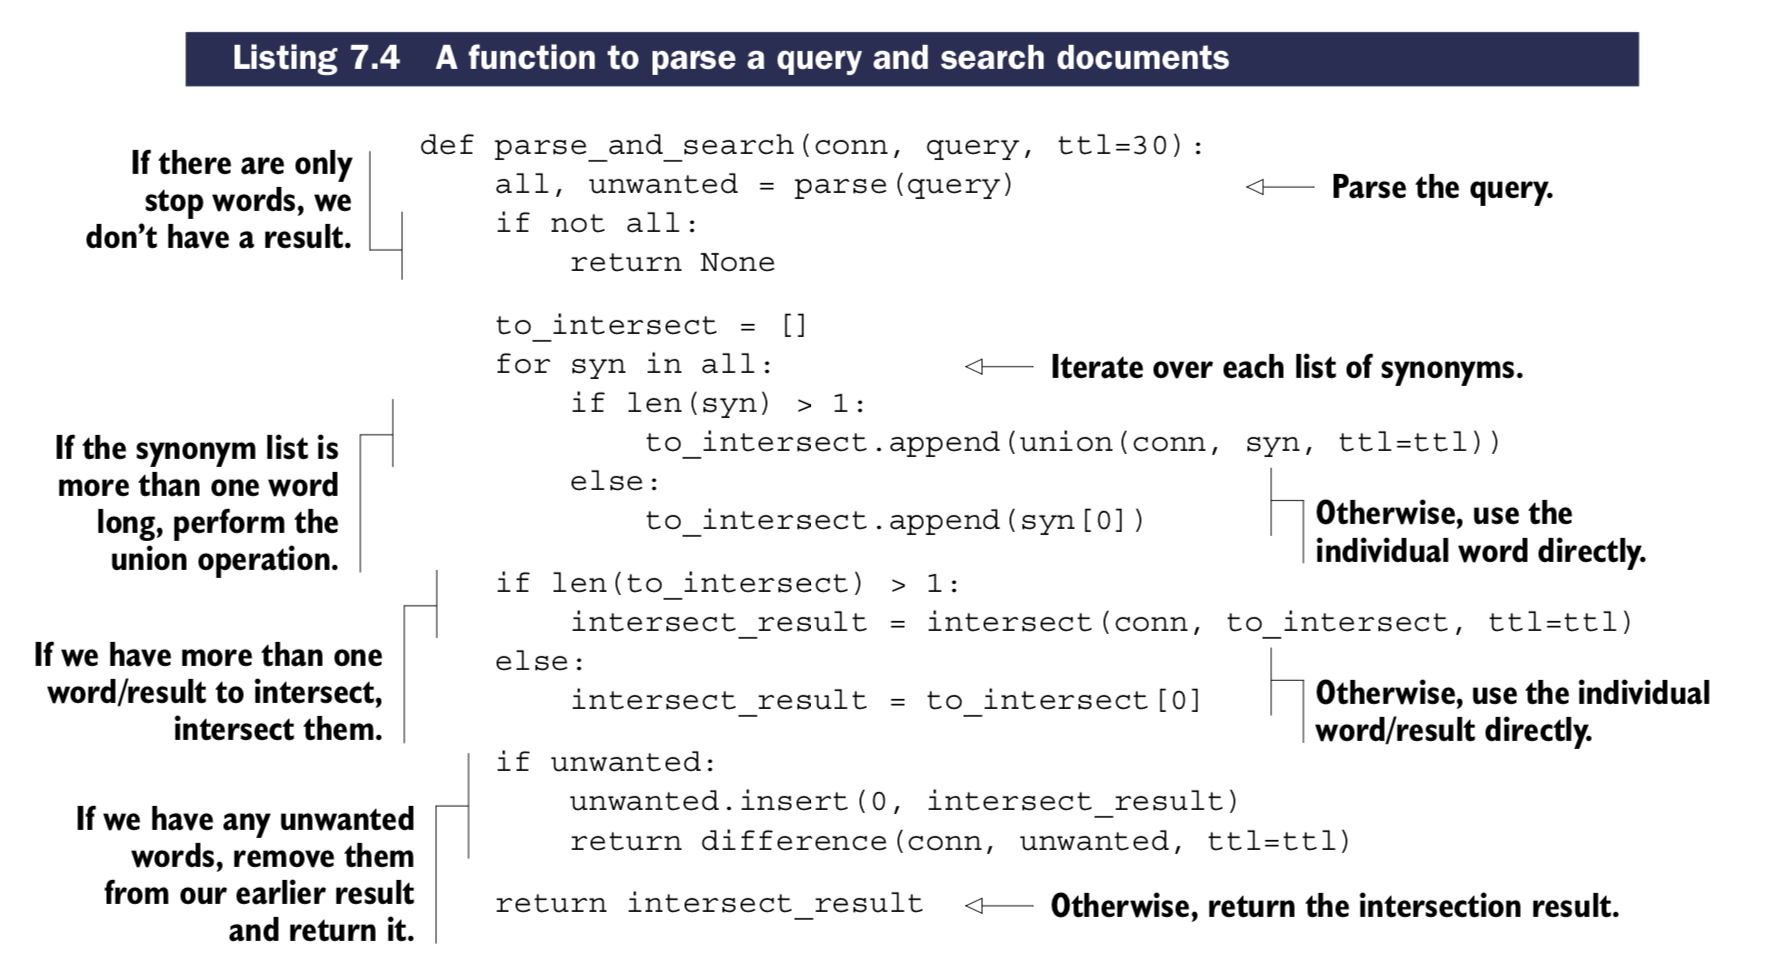 Listing 7.4 A function to parse a query and search documents
def parse_and_search(conn, query, ttl=30):
    all, unwanted = parse(query)
Parse the query.
    if not all:
        return None
If there are only
stop words, we
don't have a result.
    to_intersect = []
    for syn in all:
Iterate over each list of synonyms.
        if len(syn) > 1:
            to_intersect.append(union(conn, syn, ttl=ttl))
        else:
            to_intersect.append(syn[0])
If the synonym list is
more than one word
long, perform the
union operation.
Otherwise, use the
individual word directly.
    if len(to_intersect) > 1:
        intersect_result = intersect(conn, to_intersect, ttl=ttl)
    else:
        intersect_result = to_intersect[0]
If we have more than one
word/result to intersect,
intersect them.
Otherwise, use the individual
word/result directly.
    if unwanted:
        unwanted.insert(0, intersect_result)
        return difference(conn, unwanted, ttl=ttl)
If we have any unwanted
words, remove them
from our earlier result
and return it.
    return intersect_result
Otherwise, return the intersection result.